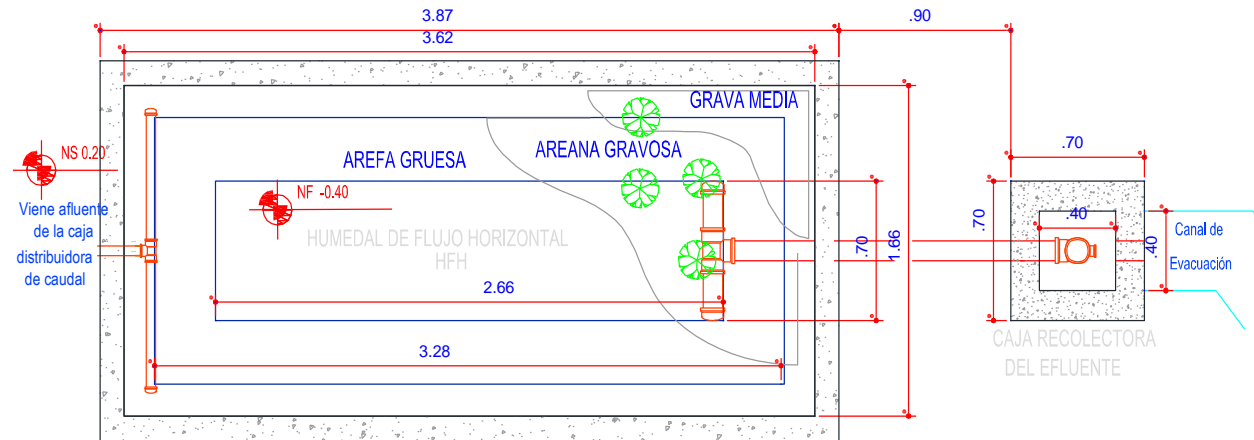 3.87
.90
3.62
GRAVA MEDIA
AREFA GRUESA
AREANA GRAVOSA
NS 0.20
NF -0.40
.70
Viene afluente
de la caja
distribuidora
de caudal
HUMEDAL DE FLUJO HORIZONTAL
HFH
.70
1.66
.70
.40
.40
Canal de
Evacuación
2.66
3.28
CAJA RECOLECTORA
DEL EFLUENTE